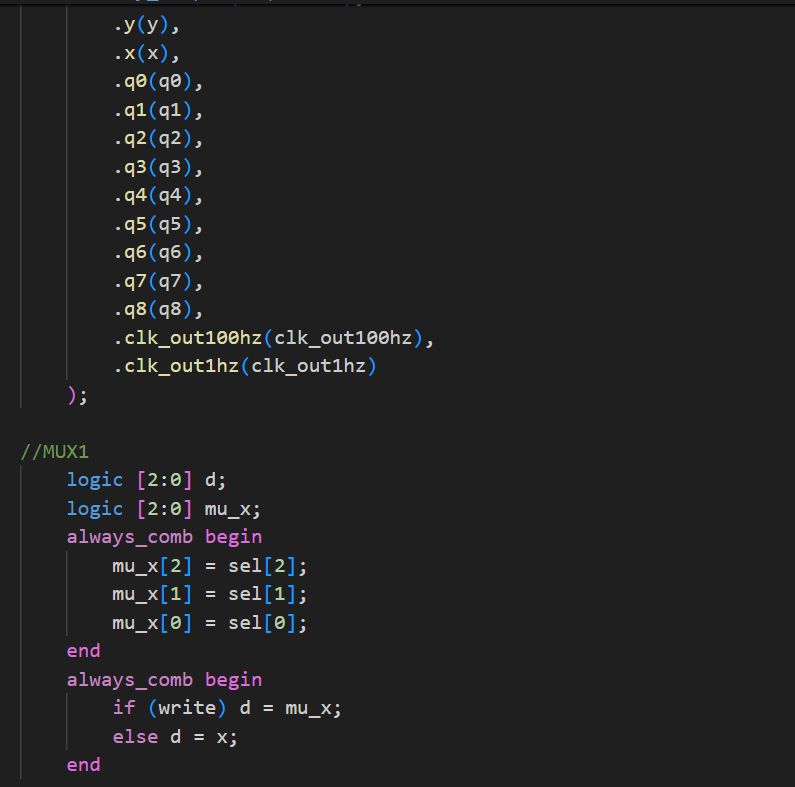 .y(y),
.x(x),
.q0(q0),
.q1(q1),
.q2(q2),
.q3(q3),
.q4(q4),
.q5(q5),
.q6(q6),
.q7(q7),
.q8(q8),
.clk_out100hz(clk_out100hz),
.clk_out1hz(clk_out1hz)
);
//MUX1
logic [2:0] d;
logic [2:0] mu_x;
always_comb begin
mu_x[2] = sel[2];
mu_x[1] = sel[1];
mu_x[0] = sel[0];
end
always_comb begin
if (write) d = mu_x;
else d = x;
end